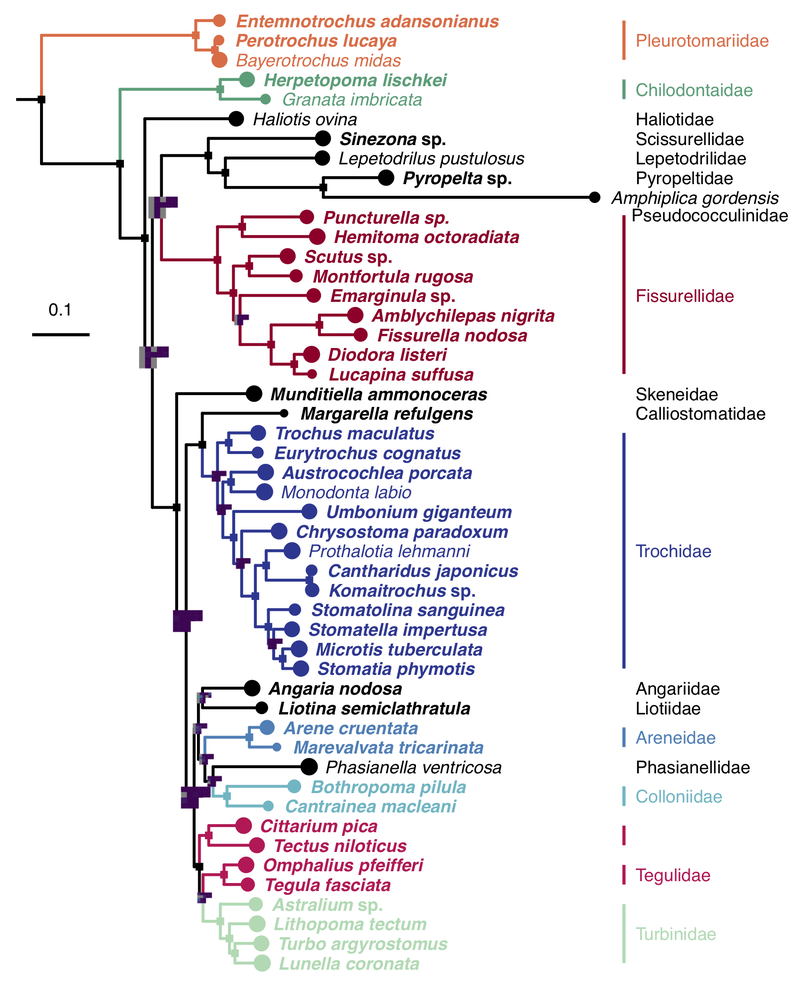 Entemnotrochus adansonianus
Perotrochus lucaya Pleurotomariidae
Bayerotrochus midas
Herpetopoma lischkei
Granata imbricata Chilodontaidae
Haliotis ovina Haliotidae
Sinezona sp. Scissurellidae
Lepetodrilus pustulosus Lepetodrilidae
Pyropelta sp. Pyropeltidae
Amphiplica gordensis
Puncturella sp. Pseudococculinidae
Hemitoma octoradiata
Scutus sp.
Montfortula rugosa
Emarginula sp. Fissurellidae
0.1
Amblychilepas nigrita
Fissurella nodosa
Diodora listeri
Lucapina suffusa
Munditiella ammonoceras Skeneidae
Margarella refulgens Calliostomatidae
Trochus maculatus
Eurytrochus cognatus
Austrocochlea porcata
Monodonta labio
Umbonium giganteum
Chrysostoma paradoxum
Prothalotia lehmanni Trochidae
Cantharidus japonicus
Komaitrochus sp.
Stomatolina sanguinea
Stomatella impertusa
Microtis tuberculata
Stomatia phymotis
Angaria nodosa Angariidae
Liotina semiclathratula Liotiidae
Arene cruentata
Marevalvata tricarinata Areneidae
Phasianella ventricosa Phasianellidae
Bothropoma pilula
Cantrainea macleani Colloniidae
Cittarium pica
Tectus niloticus
Omphalius pfeifferi
Tegula fasciata Tegulidae
Astralium sp.
Lithopoma tectum
Turbo argyrostomus Turbinidae
Lunella coronata